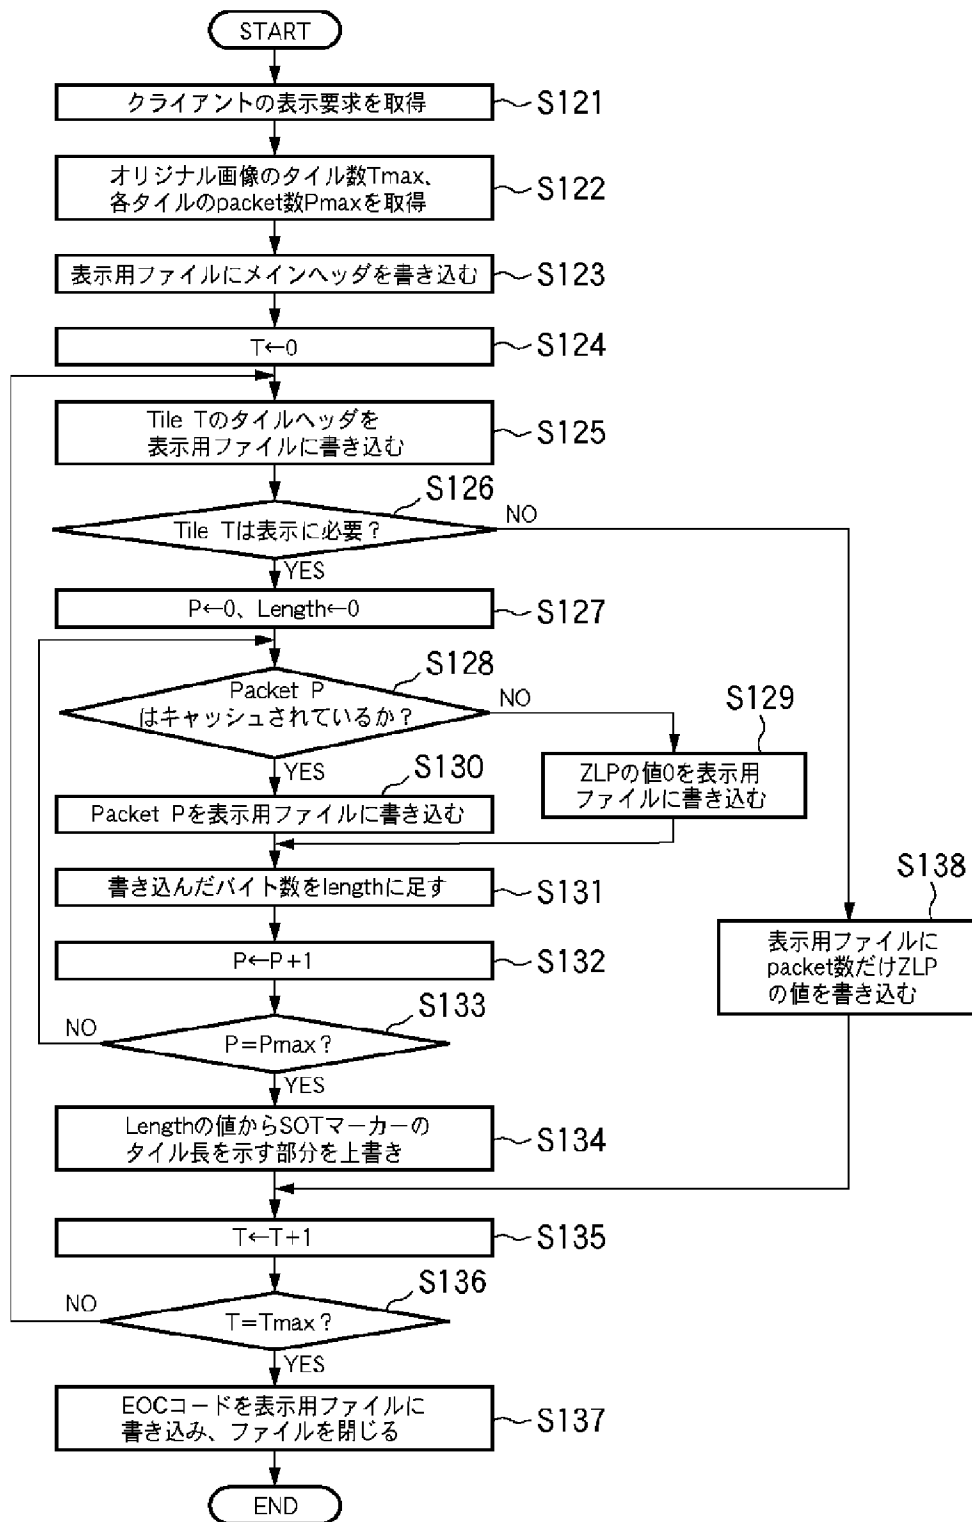 START
クライアントの表示要求を取得
S121
オリジナル画像のタイル数Tmax、
各タイルのpacket数Pmaxを取得
S122
表示用ファイルにメインヘッダを書き込む
S123
T←0
S124
Tile Tのタイルヘッダを
表示用ファイルに書き込む
S125
S126
Tile Tは表示に必要？
NO
YES
P←0、Length←0
S127
S128
Packet P
はキャッシュされているか？
NO
YES
S129
ZLPの値0を表示用
ファイルに書き込む
S130
Packet Pを表示用ファイルに書き込む
書き込んだバイト数をlengthに足す
S131
S138
表示用ファイルに
packet数だけZLP
の値を書き込む
P←P+1
S132
S133
P=Pmax？
NO
YES
Lengthの値からSOTマーカーの
タイル長を示す部分を上書き
S134
T←T+1
S135
S136
T=Tmax？
NO
YES
EOCコードを表示用ファイルに
書き込み、ファイルを閉じる
S137
END